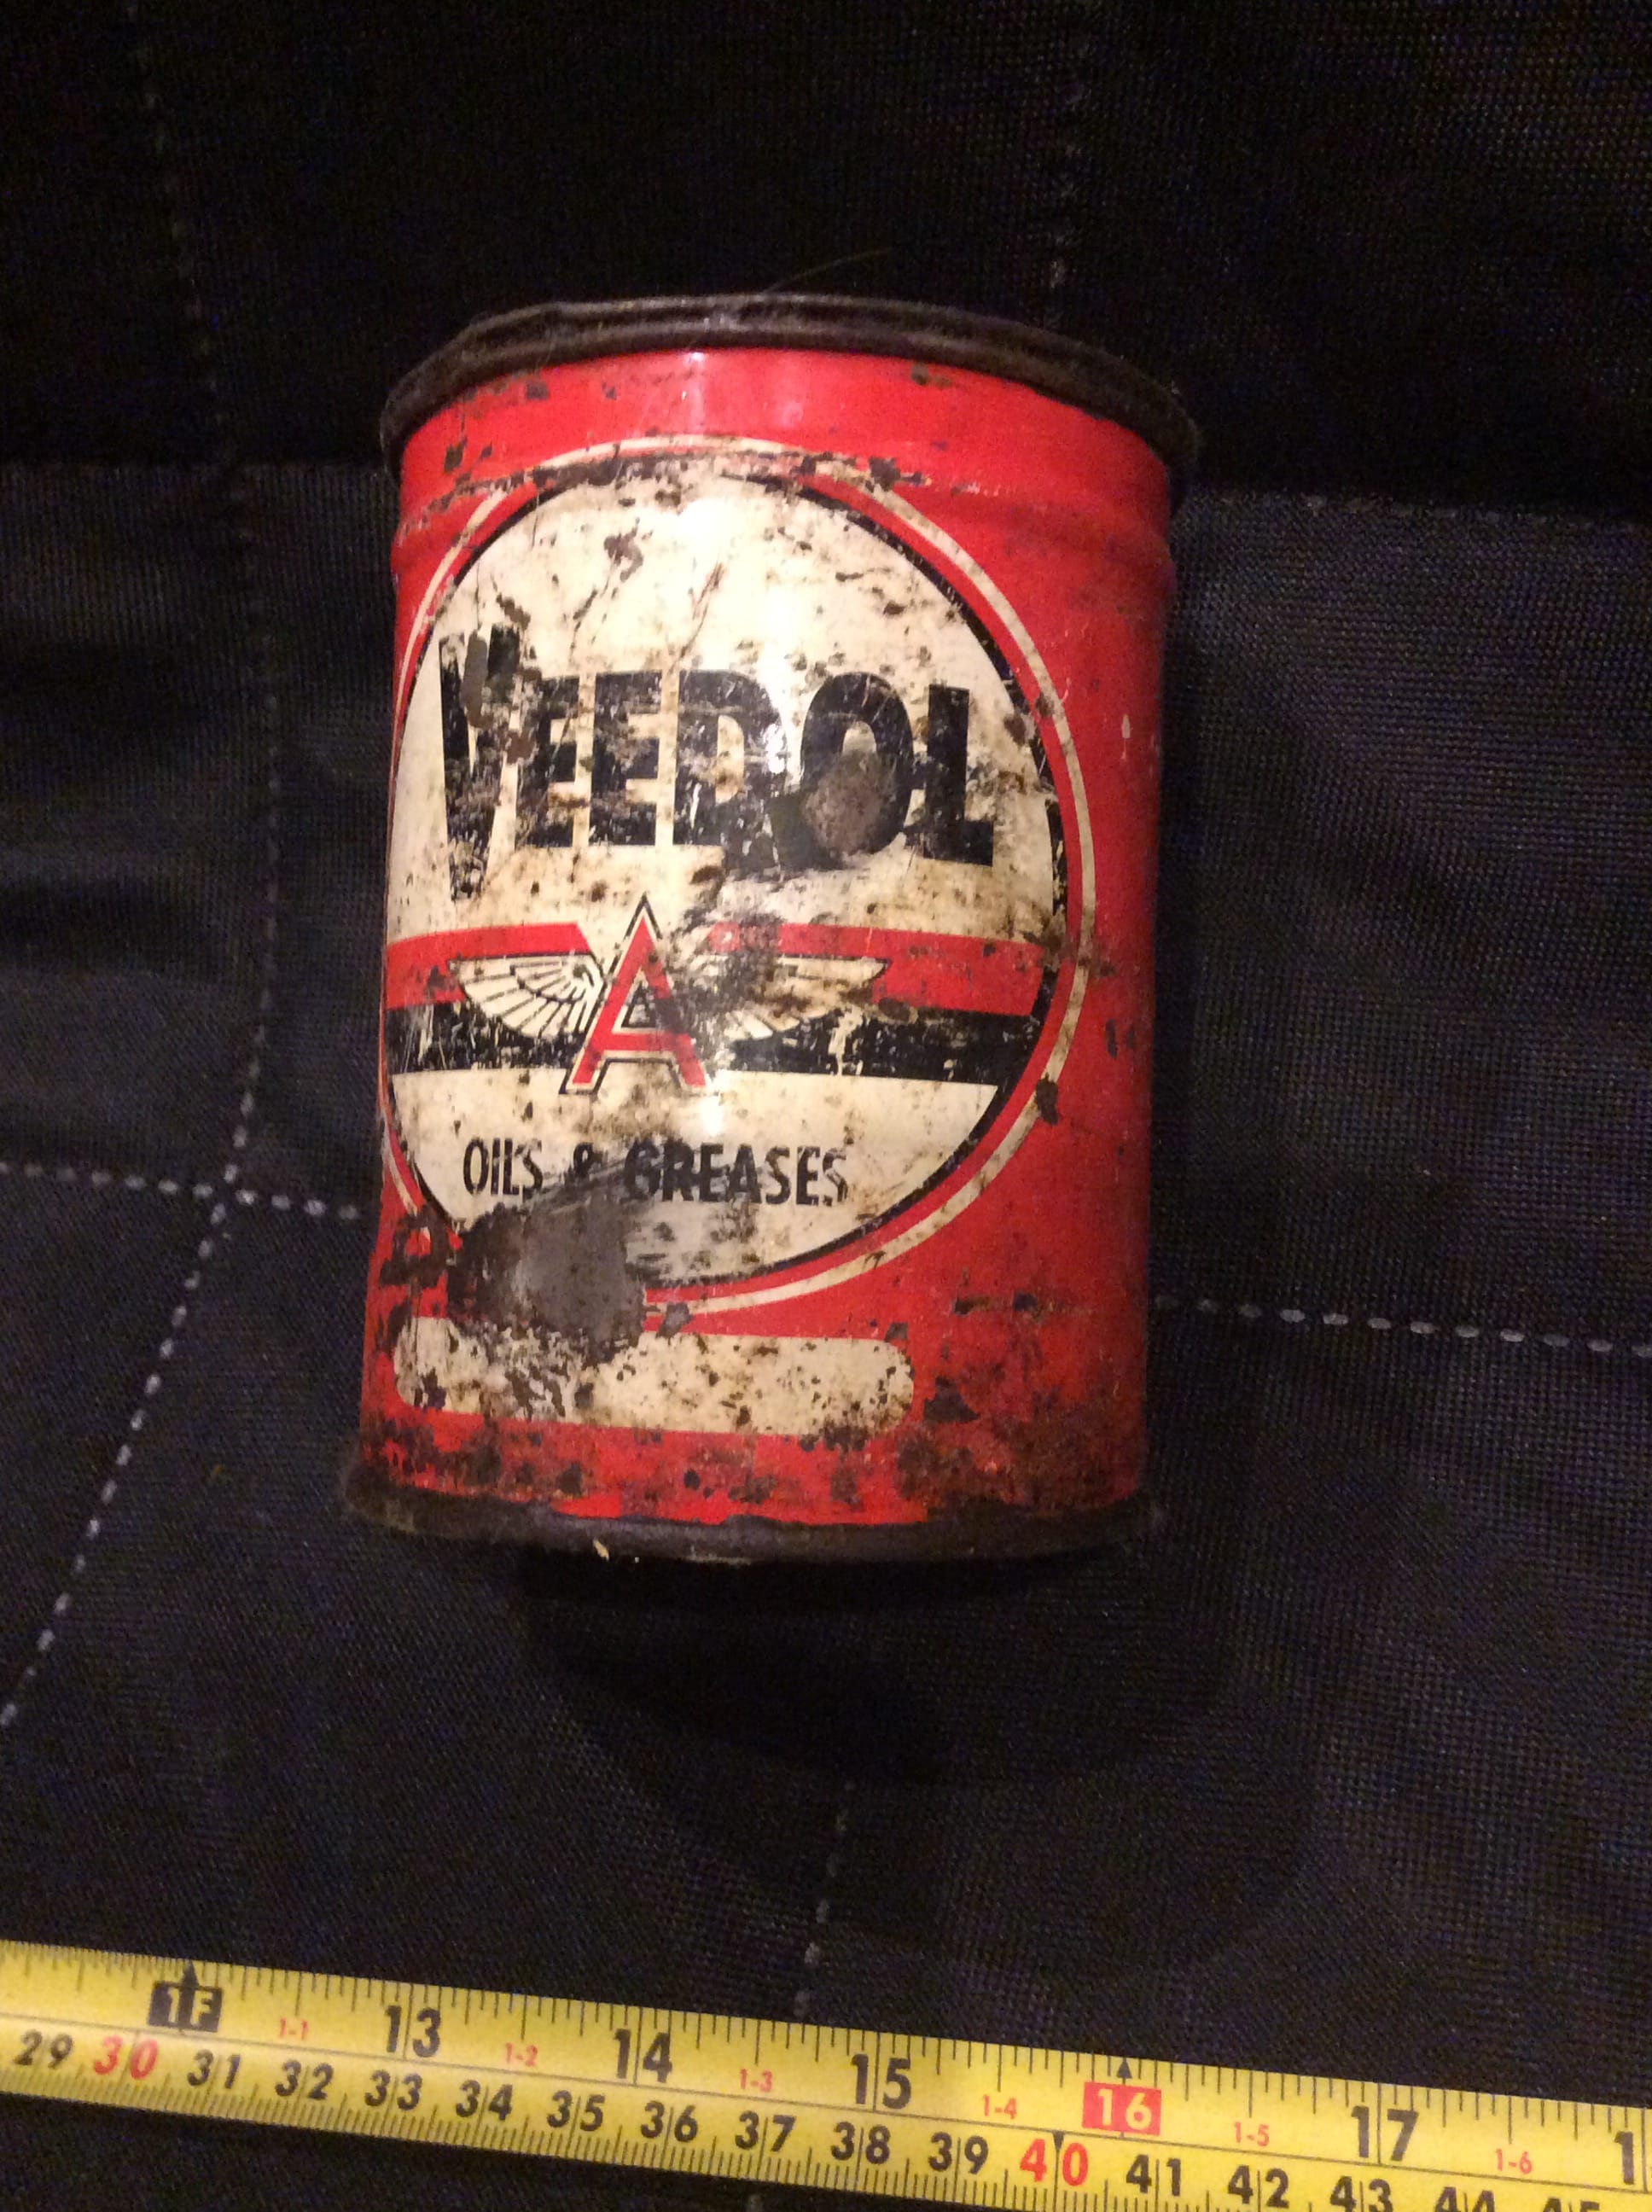 VEEDOL
A
OILS & GREASES
1F 1-1 13 1-2 14 1-3 15 1-4 16 1-5 17 1-6
29 30 31 32 33 34 35 36 37 38 39 40 41 42 43 44